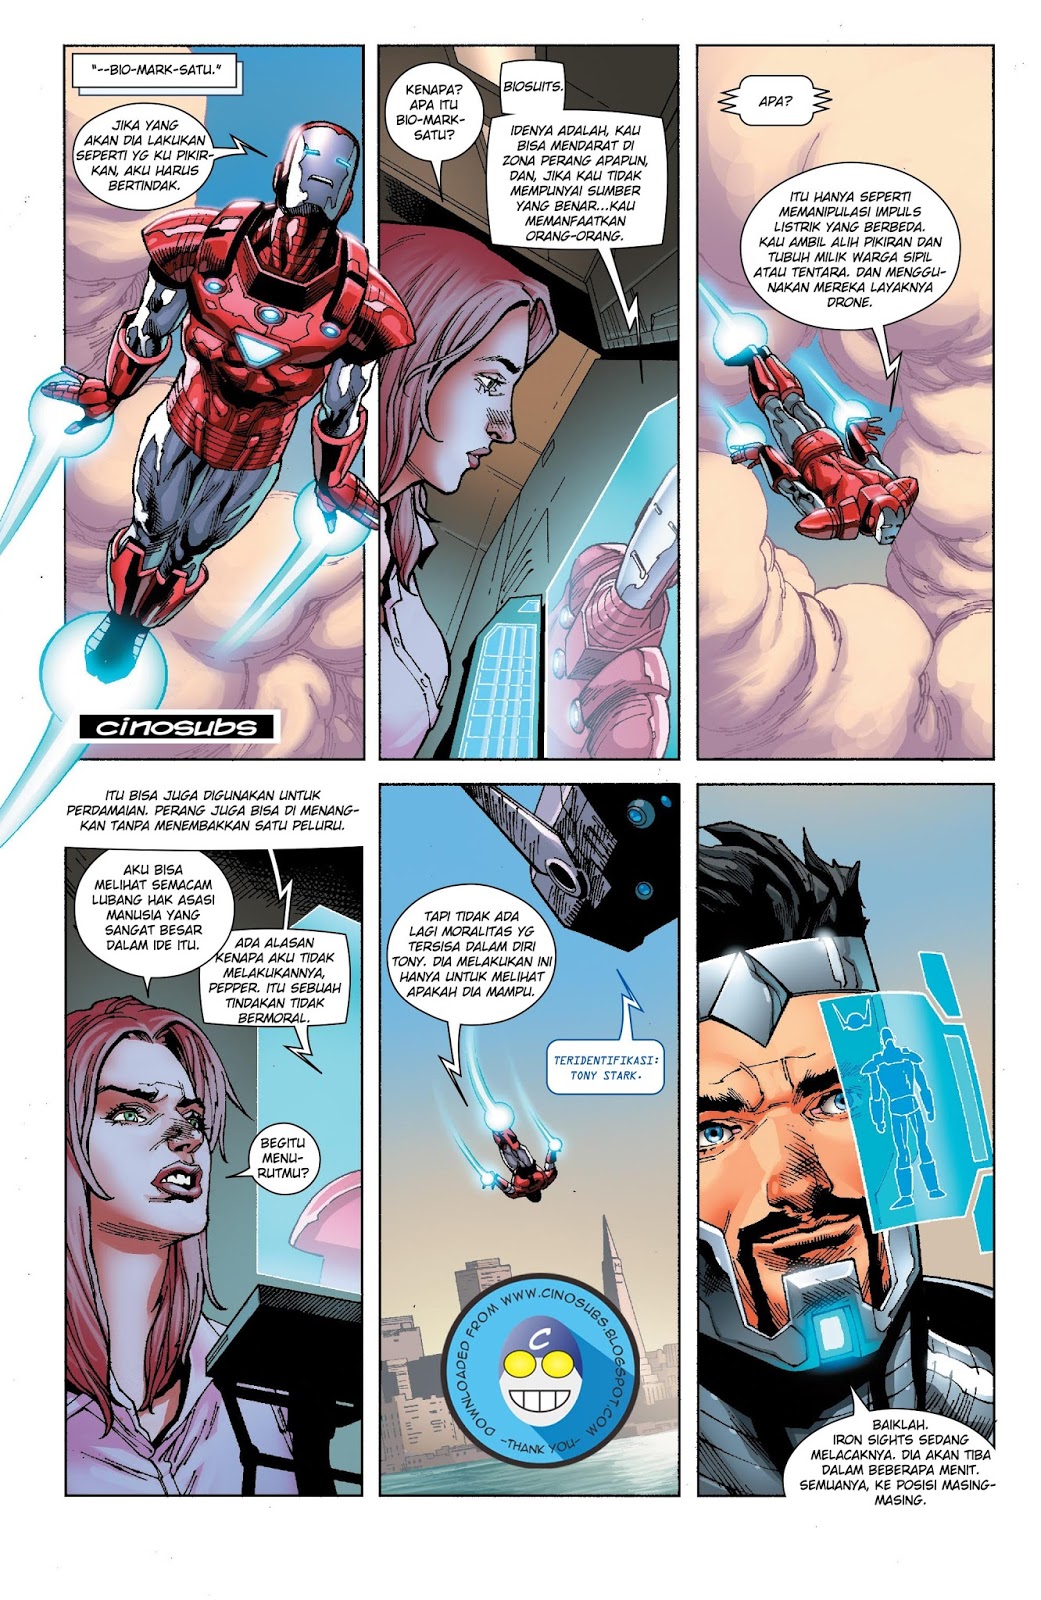 "--BIO-MARK-SATU."
JIKA YANG
AKAN DIA LAKUKAN
SEPERTI YG KU PIKIR-
KAN, AKU HARUS
BERTINDAK.
KENAPA?
APA ITU
BIO-MARK-
SATU?
BIOSUITS.
IDENYA ADALAH, KAU
BISA MENDARAT DI
ZONA PERANG APAPUN,
DAN, JIKA KAU TIDAK
MEMPUNYAI SUMBER
YANG BENAR...KAU
MEMANFAATKAN
ORANG-ORANG.
APA?
ITU HANYA SEPERTI
MEMANIPULASI IMPULS
LISTRIK YANG BERBEDA.
KAU AMBIL ALIH PIKIRAN DAN
TUBUH MILIK WARGA SIPIL
ATAU TENTARA. DAN MENGGU-
NAKAN MEREKA LAYAKNYA
DRONE.
cinosubs
ITU BISA JUGA DIGUNAKAN UNTUK
PERDAMAIAN. PERANG JUGA BISA DI MENANG-
KAN TANPA MENEMBAKKAN SATU PELURU.
AKU BISA
MELIHAT SEMACAM
LUBANG HAK ASASI
MANUSIA YANG
SANGAT BESAR
DALAM IDE ITU.
ADA ALASAN
KENAPA AKU TIDAK
MELAKUKANNYA,
PEPPER. ITU SEBUAH
TINDAKAN TIDAK
BERMORAL.
BEGITU
MENU-
RUTMU?
TAPI TIDAK ADA
LAGI MORALITAS YG
TERSISA DALAM DIRI
TONY. DIA MELAKUKAN INI
HANYA UNTUK MELIHAT
APAKAH DIA MAMPU.
TERIDENTIFIKASI:
TONY STARK.
DOWNLOADED FROM WWW.CINOSUBS.BLOGSPOT.COM
C
-THANK YOU-
BAIKLAH.
IRON SIGHTS SEDANG
MELACAKNYA. DIA AKAN TIBA
DALAM BEBERAPA MENIT.
SEMUANYA, KE POSISI MASING-
MASING.